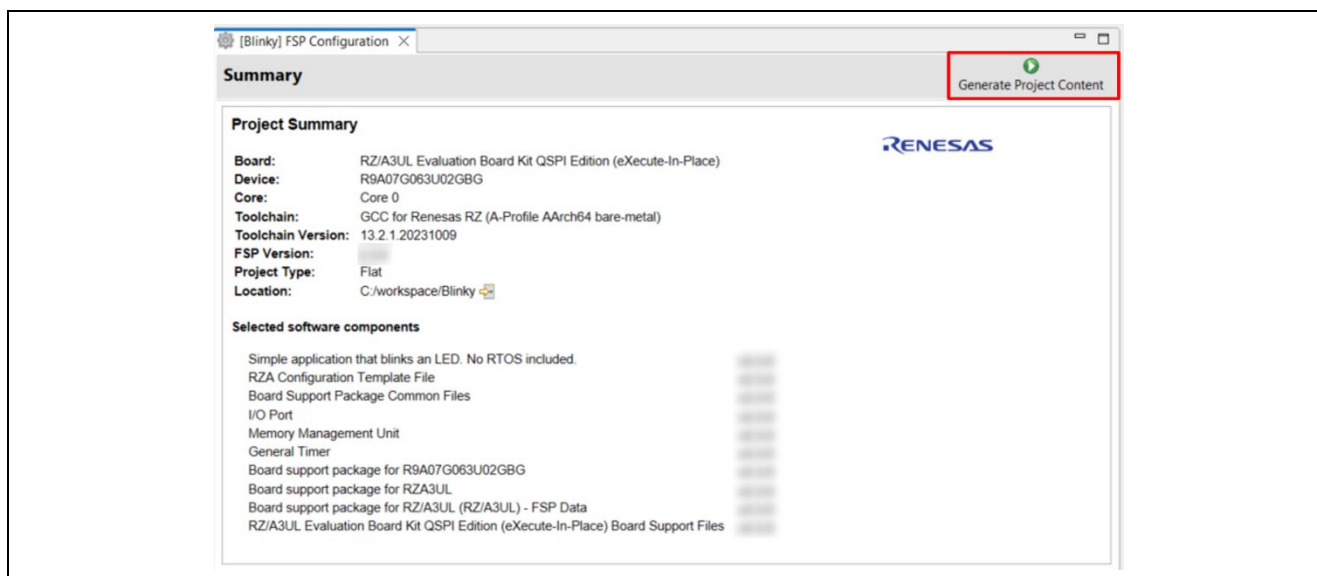 [Blinky] FSP Configuration
Summary
Generate Project Content
Project Summary
RENESAS
Board: RZ/A3UL Evaluation Board Kit QSPI Edition (eXecute-In-Place)
Device: R9A07G063U02GBG
Core: Core 0
Toolchain: GCC for Renesas RZ (A-Profile AArch64 bare-metal)
Toolchain Version: 13.2.1.20231009
FSP Version:
Project Type: Flat
Location: C:/workspace/Blinky
Selected software components
Simple application that blinks an LED. No RTOS included.
RZA Configuration Template File
Board Support Package Common Files
I/O Port
Memory Management Unit
General Timer
Board support package for R9A07G063U02GBG
Board support package for RZA3UL
Board support package for RZ/A3UL (RZ/A3UL) - FSP Data
RZ/A3UL Evaluation Board Kit QSPI Edition (eXecute-In-Place) Board Support Files